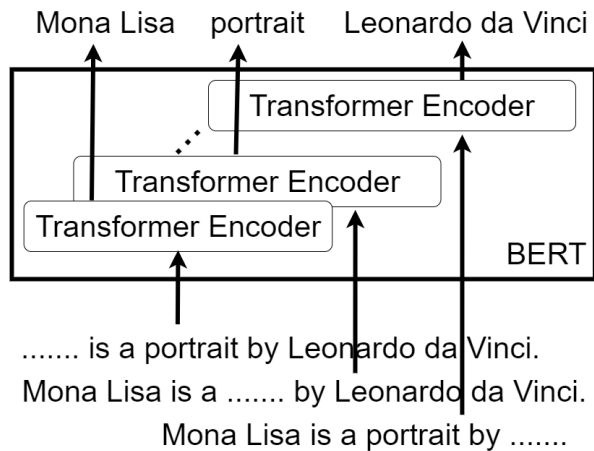 Mona Lisa portrait Leonardo da Vinci
Transformer Encoder
Transformer Encoder
Transformer Encoder
BERT
....... is a portrait by Leonardo da Vinci.
Mona Lisa is a ....... by Leonardo da Vinci.
Mona Lisa is a portrait by .......